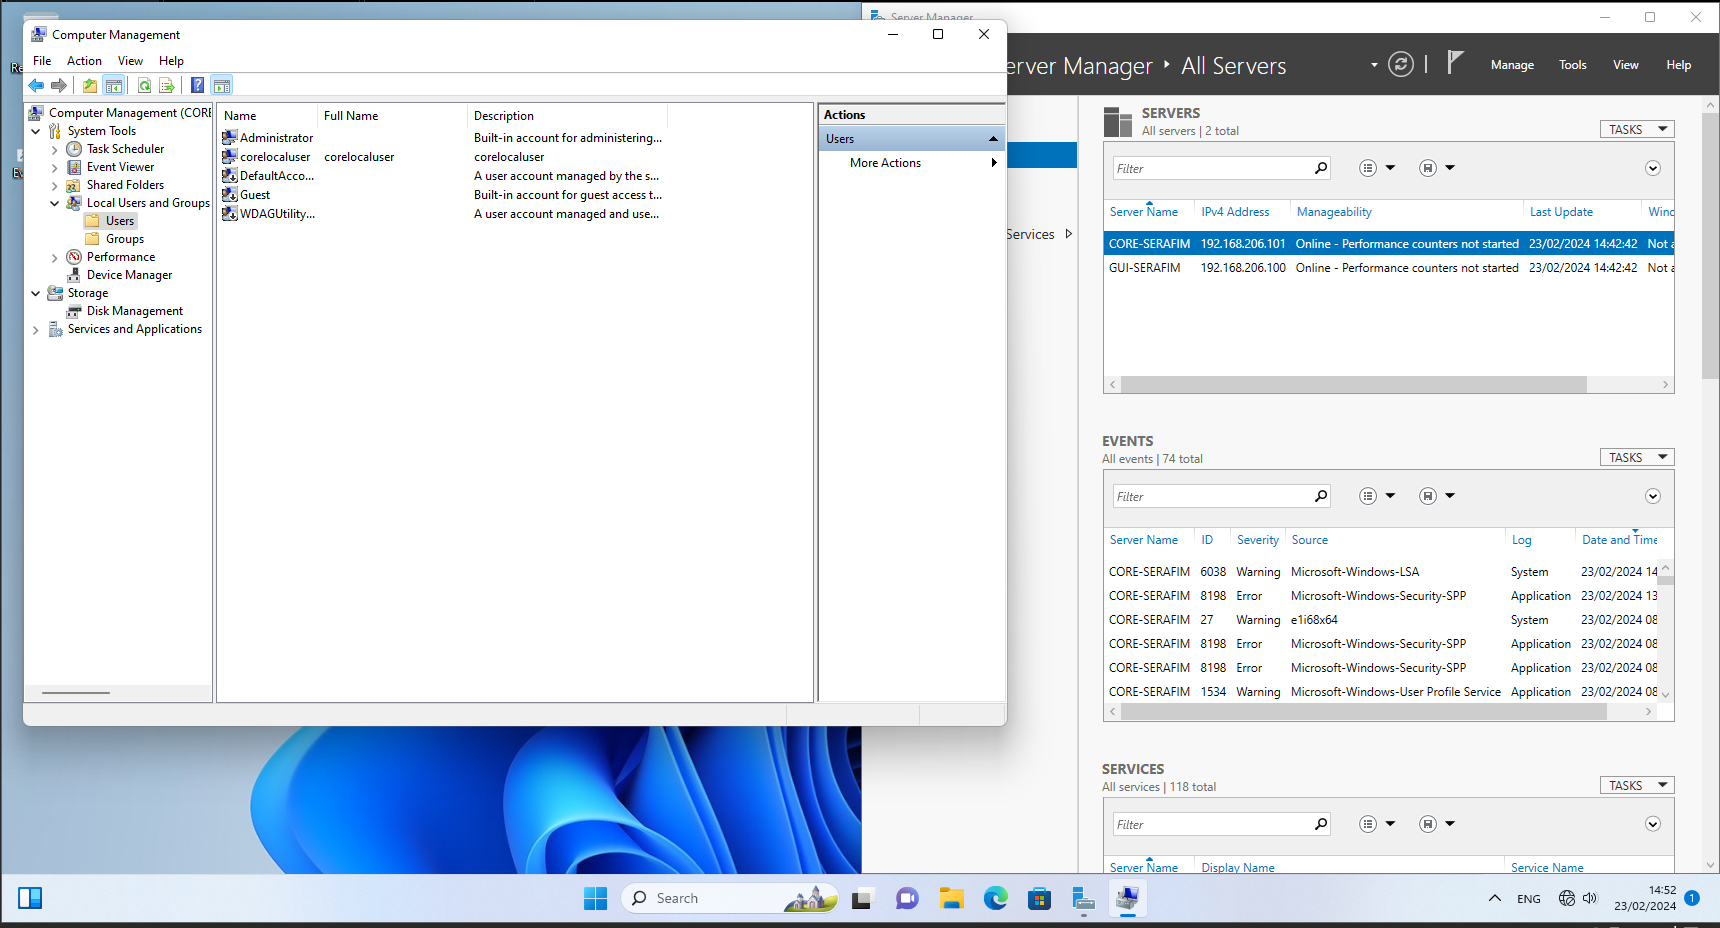 Computer Management
File Action View Help
Computer Management (CORE
System Tools
Task Scheduler
Event Viewer
Shared Folders
Local Users and Groups
Users
Groups
Performance
Device Manager
Storage
Disk Management
Services and Applications
Name Full Name Description
Administrator Built-in account for administering...
corelocaluser corelocaluser corelocaluser
DefaultAcco... A user account managed by the s...
Guest Built-in account for guest access t...
WDAGUtility... A user account managed and use...
Actions
Users
More Actions
Server Manager
erver Manager All Servers
Manage Tools View Help
Services
SERVERS
All servers | 2 total
TASKS
Filter
Server Name IPv4 Address Manageability Last Update Wind
CORE-SERAFIM 192.168.206.101 Online - Performance counters not started 23/02/2024 14:42:42 Not a
GUI-SERAFIM 192.168.206.100 Online - Performance counters not started 23/02/2024 14:42:42 Not a
EVENTS
All events | 74 total
TASKS
Filter
Server Name ID Severity Source Log Date and Time
CORE-SERAFIM 6038 Warning Microsoft-Windows-LSA System 23/02/2024 14
CORE-SERAFIM 8198 Error Microsoft-Windows-Security-SPP Application 23/02/2024 13
CORE-SERAFIM 27 Warning e1i68x64 System 23/02/2024 08
CORE-SERAFIM 8198 Error Microsoft-Windows-Security-SPP Application 23/02/2024 08
CORE-SERAFIM 8198 Error Microsoft-Windows-Security-SPP Application 23/02/2024 08
CORE-SERAFIM 1534 Warning Microsoft-Windows-User Profile Service Application 23/02/2024 08
SERVICES
All services | 118 total
TASKS
Filter
Server Name Display Name Service Name
Re
Ev
Search
ENG
14:52
23/02/2024
1